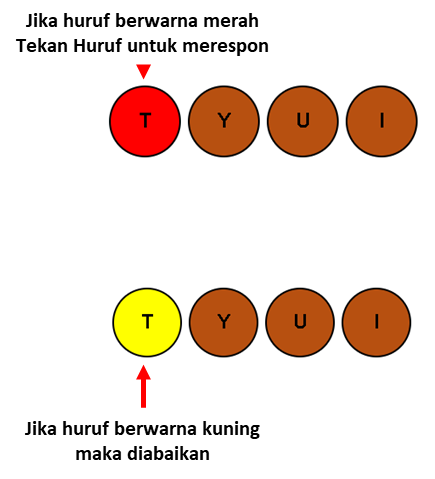 Jika huruf berwarna merah
Tekan Huruf untuk merespon
T Y U I
T Y U I
Jika huruf berwarna kuning
maka diabaikan